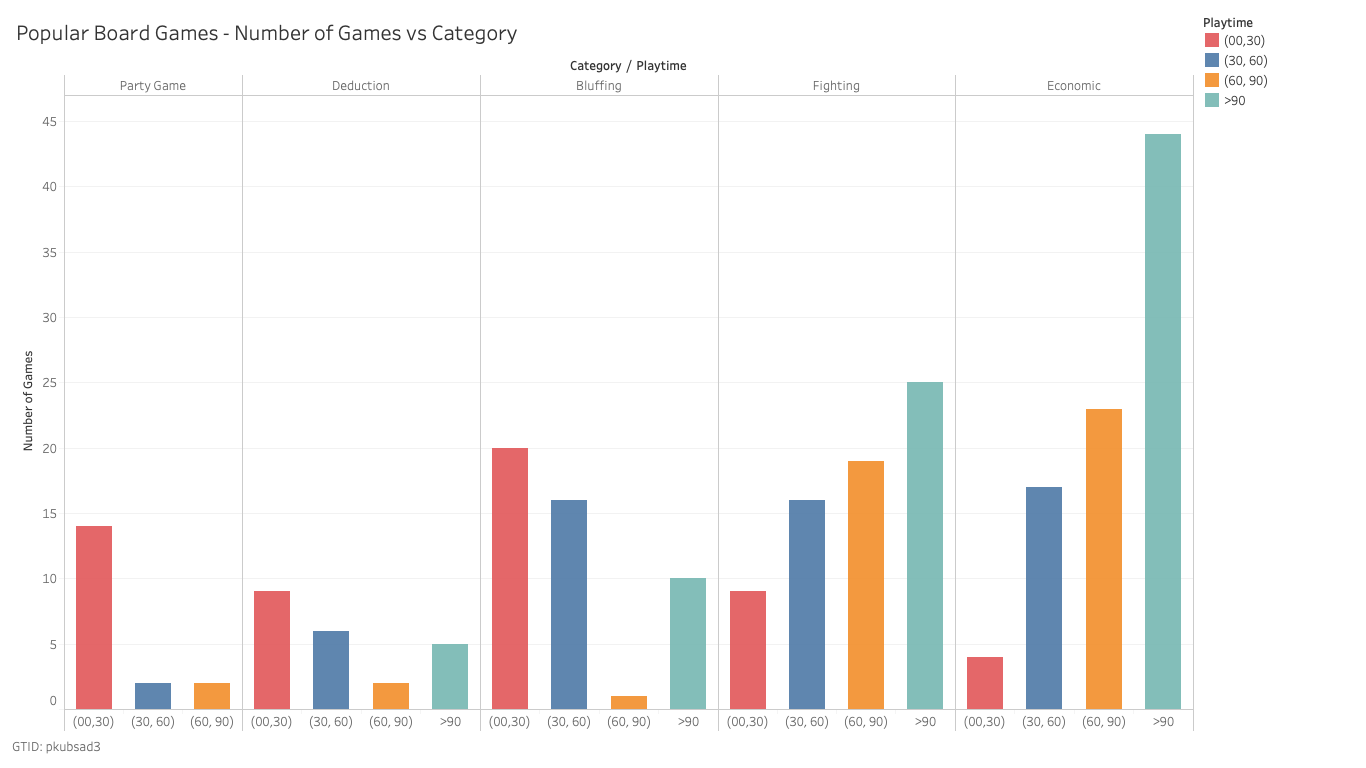 Popular Board Games - Number of Games vs Category
Playtime
(00,30)
(30, 60)
(60, 90)
>90
Category / Playtime
Party Game Deduction Bluffing Fighting Economic
Number of Games
45
40
35
30
25
20
15
10
5
0
(00,30) (30, 60) (60, 90) (00,30) (30, 60) (60, 90) >90 (00,30) (30, 60) (60, 90) >90 (00,30) (30, 60) (60, 90) >90 (00,30) (30, 60) (60, 90) >90
GTID: pkubsad3